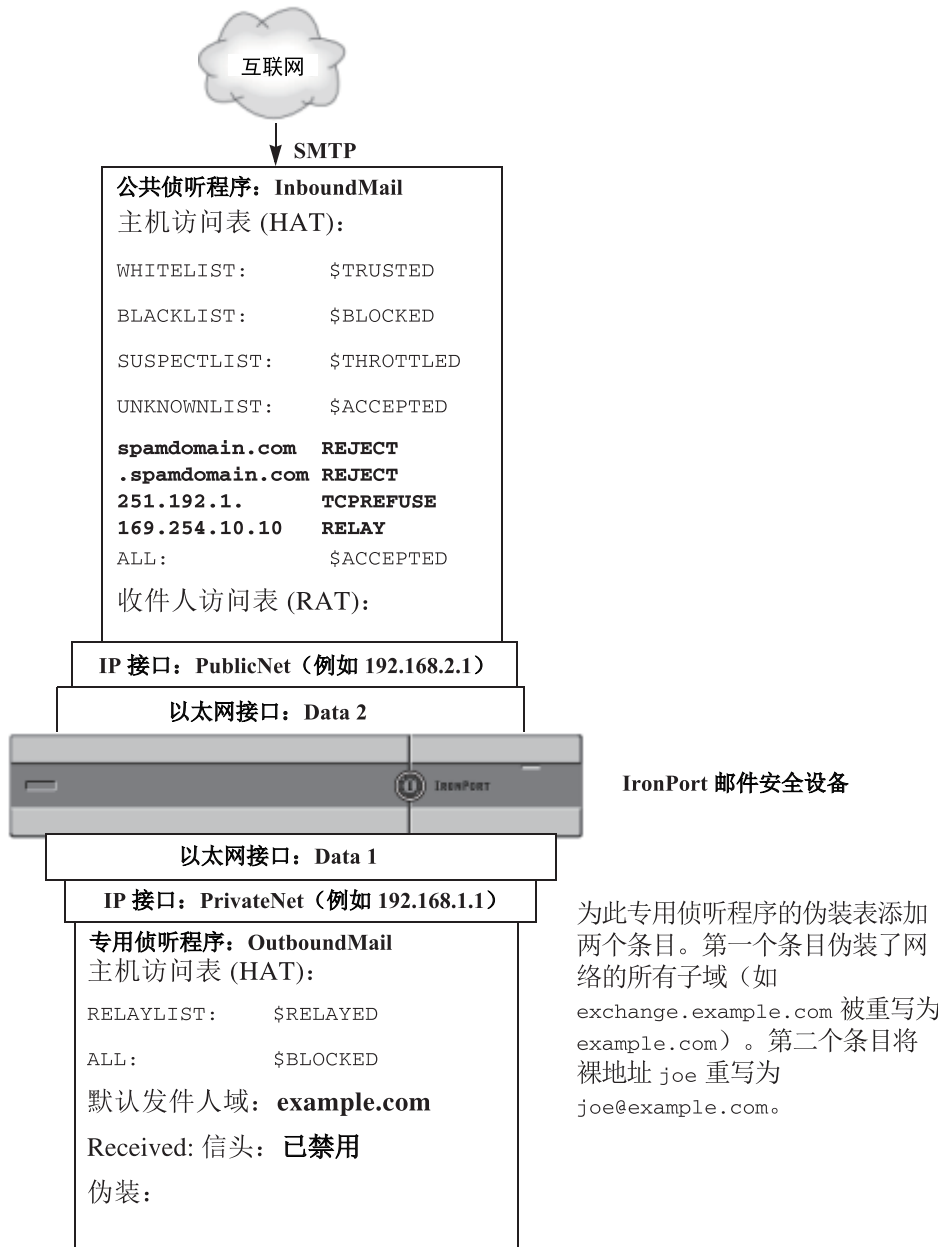 互联网
SMTP
公共侦听程序：InboundMail
主机访问表 (HAT)：
WHITELIST: $TRUSTED
BLACKLIST: $BLOCKED
SUSPECTLIST: $THROTTLED
UNKNOWNLIST: $ACCEPTED
spamdomain.com REJECT
.spamdomain.com REJECT
251.192.1. TCPREFUSE
169.254.10.10 RELAY
ALL: $ACCEPTED
收件人访问表 (RAT)：
IP 接口：PublicNet（例如 192.168.2.1）
以太网接口：Data 2
IRONPORT
IronPort 邮件安全设备
以太网接口：Data 1
IP 接口：PrivateNet（例如 192.168.1.1）
专用侦听程序：OutboundMail
主机访问表 (HAT)：
RELAYLIST: $RELAYED
ALL: $BLOCKED
默认发件人域：example.com
Received: 信头：已禁用
伪装：
为此专用侦听程序的伪装表添加
两个条目。第一个条目伪装了网
络的所有子域（如
exchange.example.com 被重写为
example.com）。第二个条目将
裸地址 joe 重写为
joe@example.com。